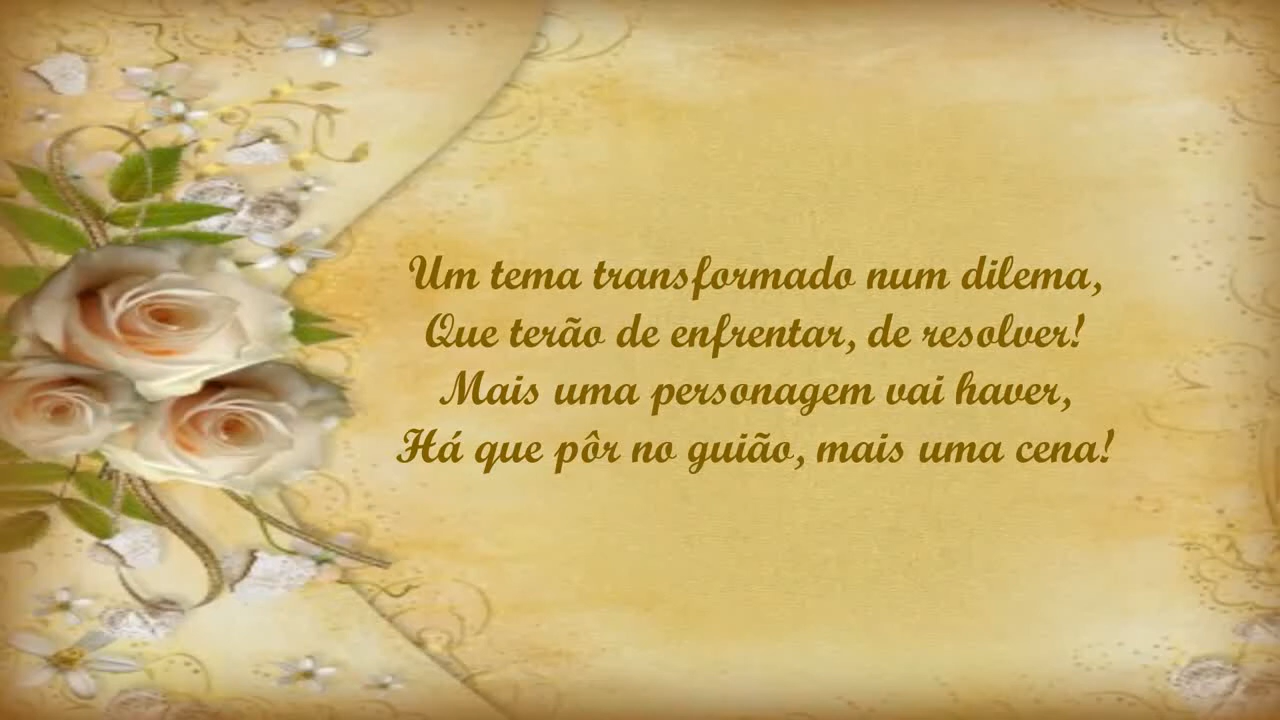 Um tema transformado num dilema,
Que terão de enfrentar, de resolver!
Mais uma personagem vai haver,
Há que pôr no guião, mais uma cena!